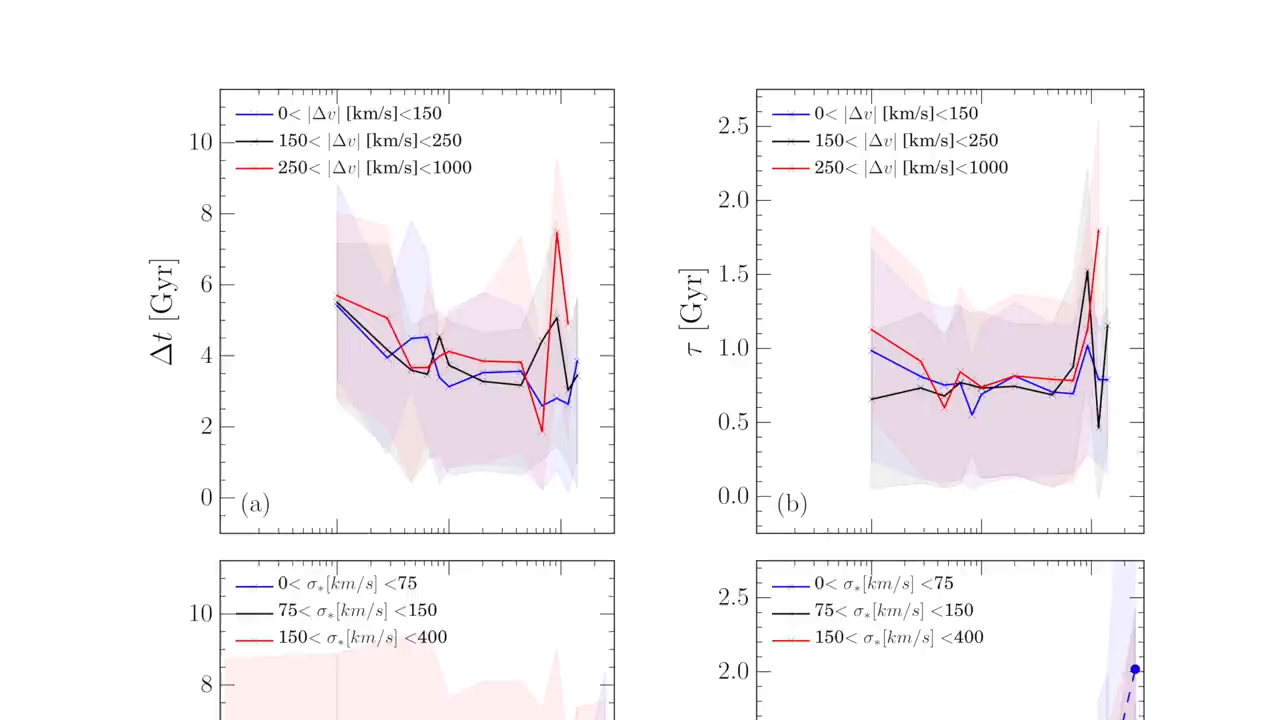 0< |Δv| [km/s]<150
150< |Δv| [km/s]<250
250< |Δv| [km/s]<1000
10
8
6
4
2
0
Δt [Gyr]
(a)
0< |Δv| [km/s]<150
150< |Δv| [km/s]<250
250< |Δv| [km/s]<1000
2.5
2.0
1.5
1.0
0.5
0.0
τ [Gyr]
(b)
0< σ*[km/s] <75
75< σ*[km/s] <150
150< σ*[km/s] <400
10
8
0< σ*[km/s] <75
75< σ*[km/s] <150
150< σ*[km/s] <400
2.5
2.0